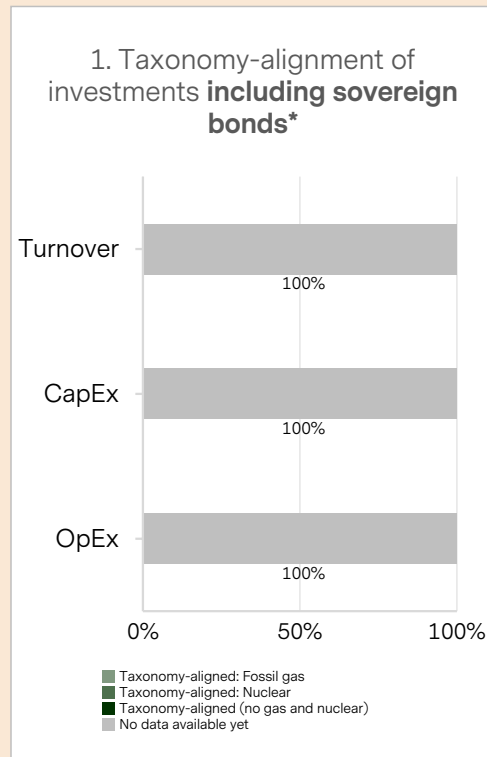 1. Taxonomy-alignment of
investments including sovereign
bonds*
Turnover
100%
CapEx
100%
OpEx
100%
0% 50% 100%
Taxonomy-aligned: Fossil gas
Taxonomy-aligned: Nuclear
Taxonomy-aligned (no gas and nuclear)
No data available yet